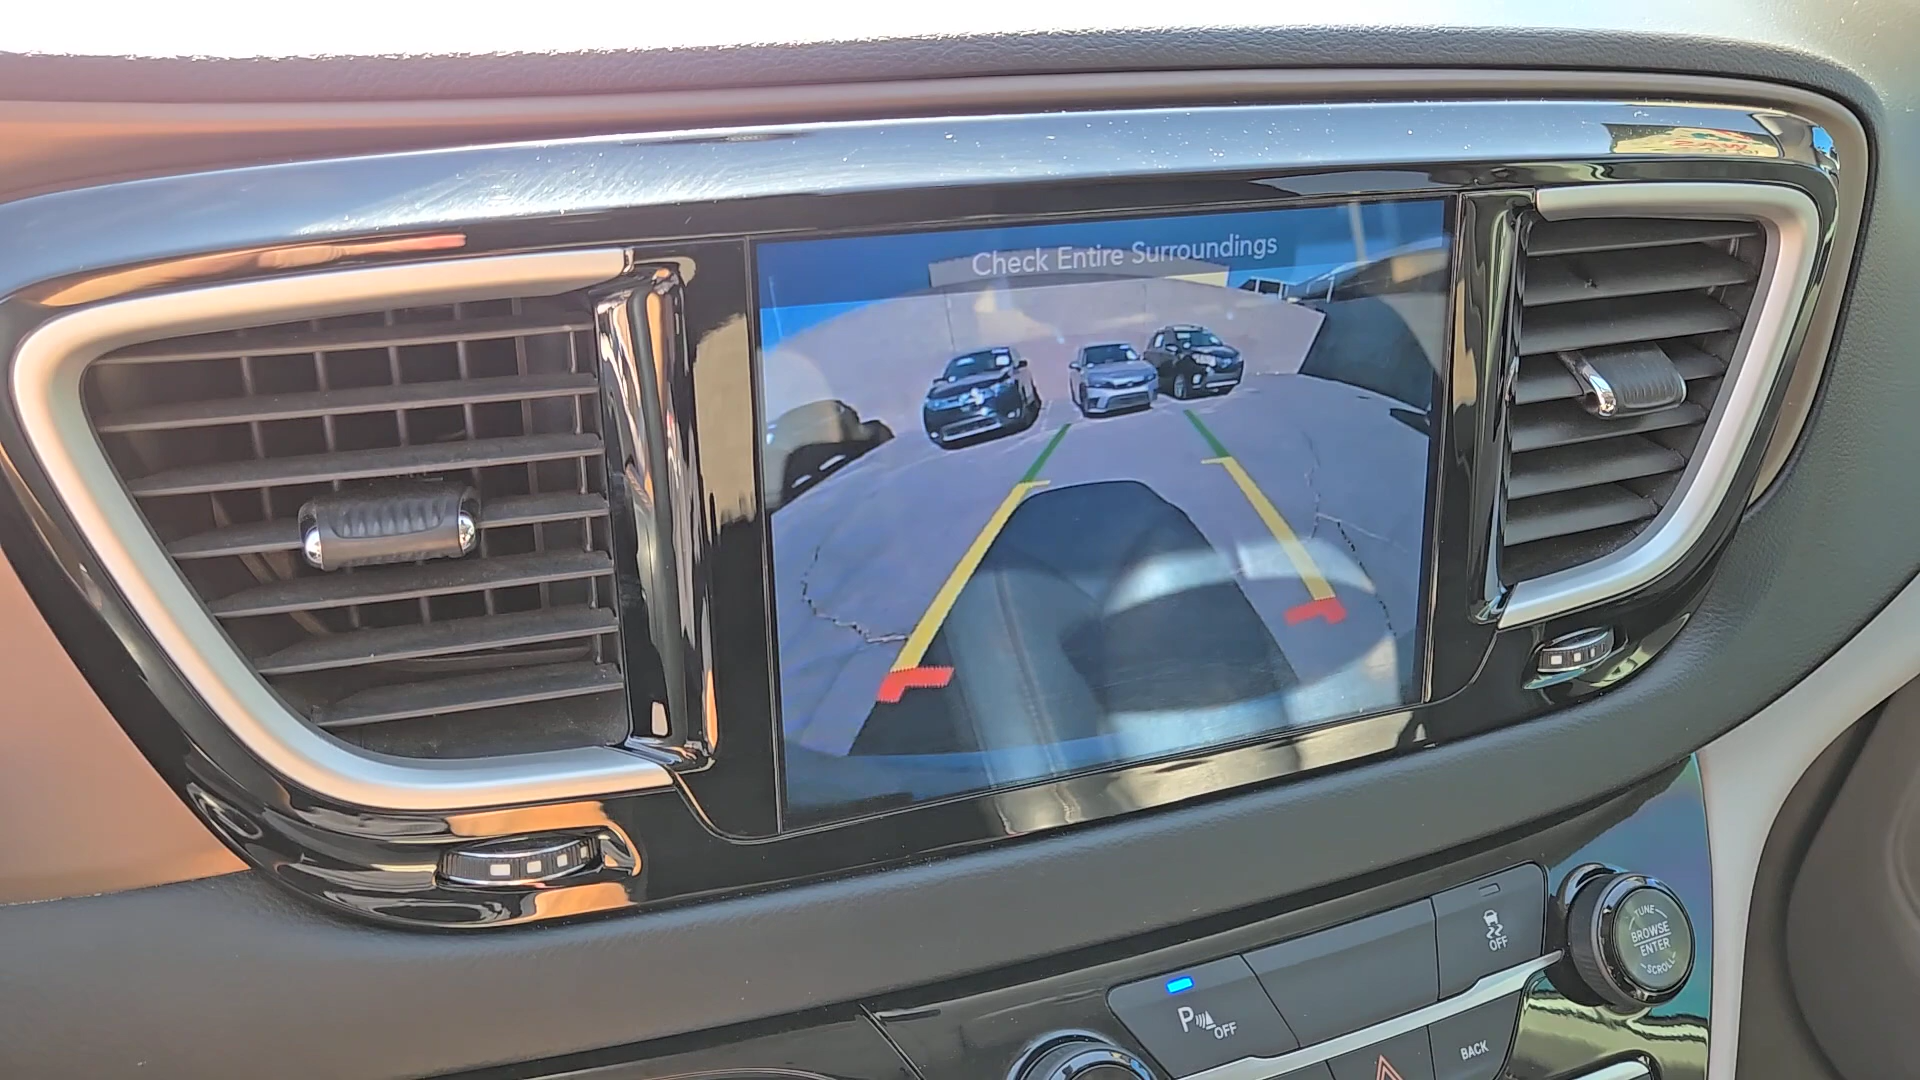 Check Entire Surroundings
TUNE
BROWSE
ENTER
SCROLL
OFF
P OFF
BACK